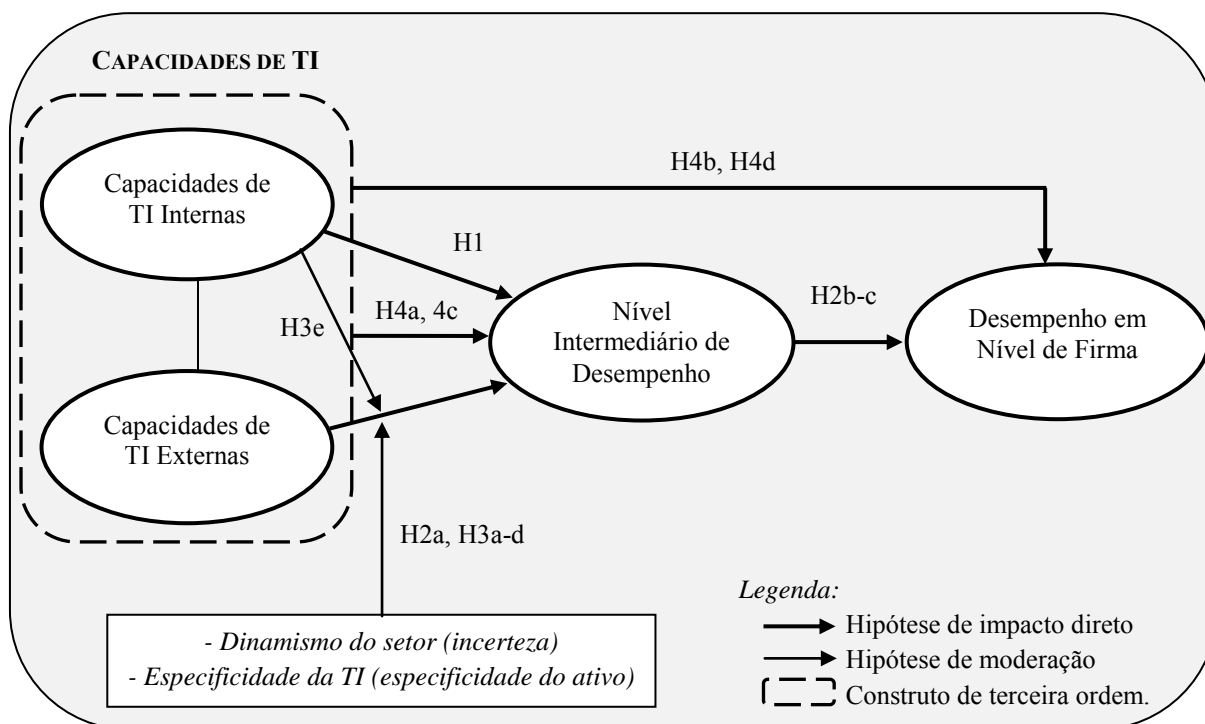 CAPACIDADES DE TI
Capacidades de
TI Internas
H4b, H4d
H1
H3e
H4a, 4c
Nível
Intermediário de
Desempenho
H2b-c
Desempenho em
Nível de Firma
Capacidades de
TI Externas
H2a, H3a-d
- Dinamismo do setor (incerteza)
- Especificidade da TI (especificidade do ativo)
Legenda:
Hipótese de impacto direto
Hipótese de moderação
Construto de terceira ordem.